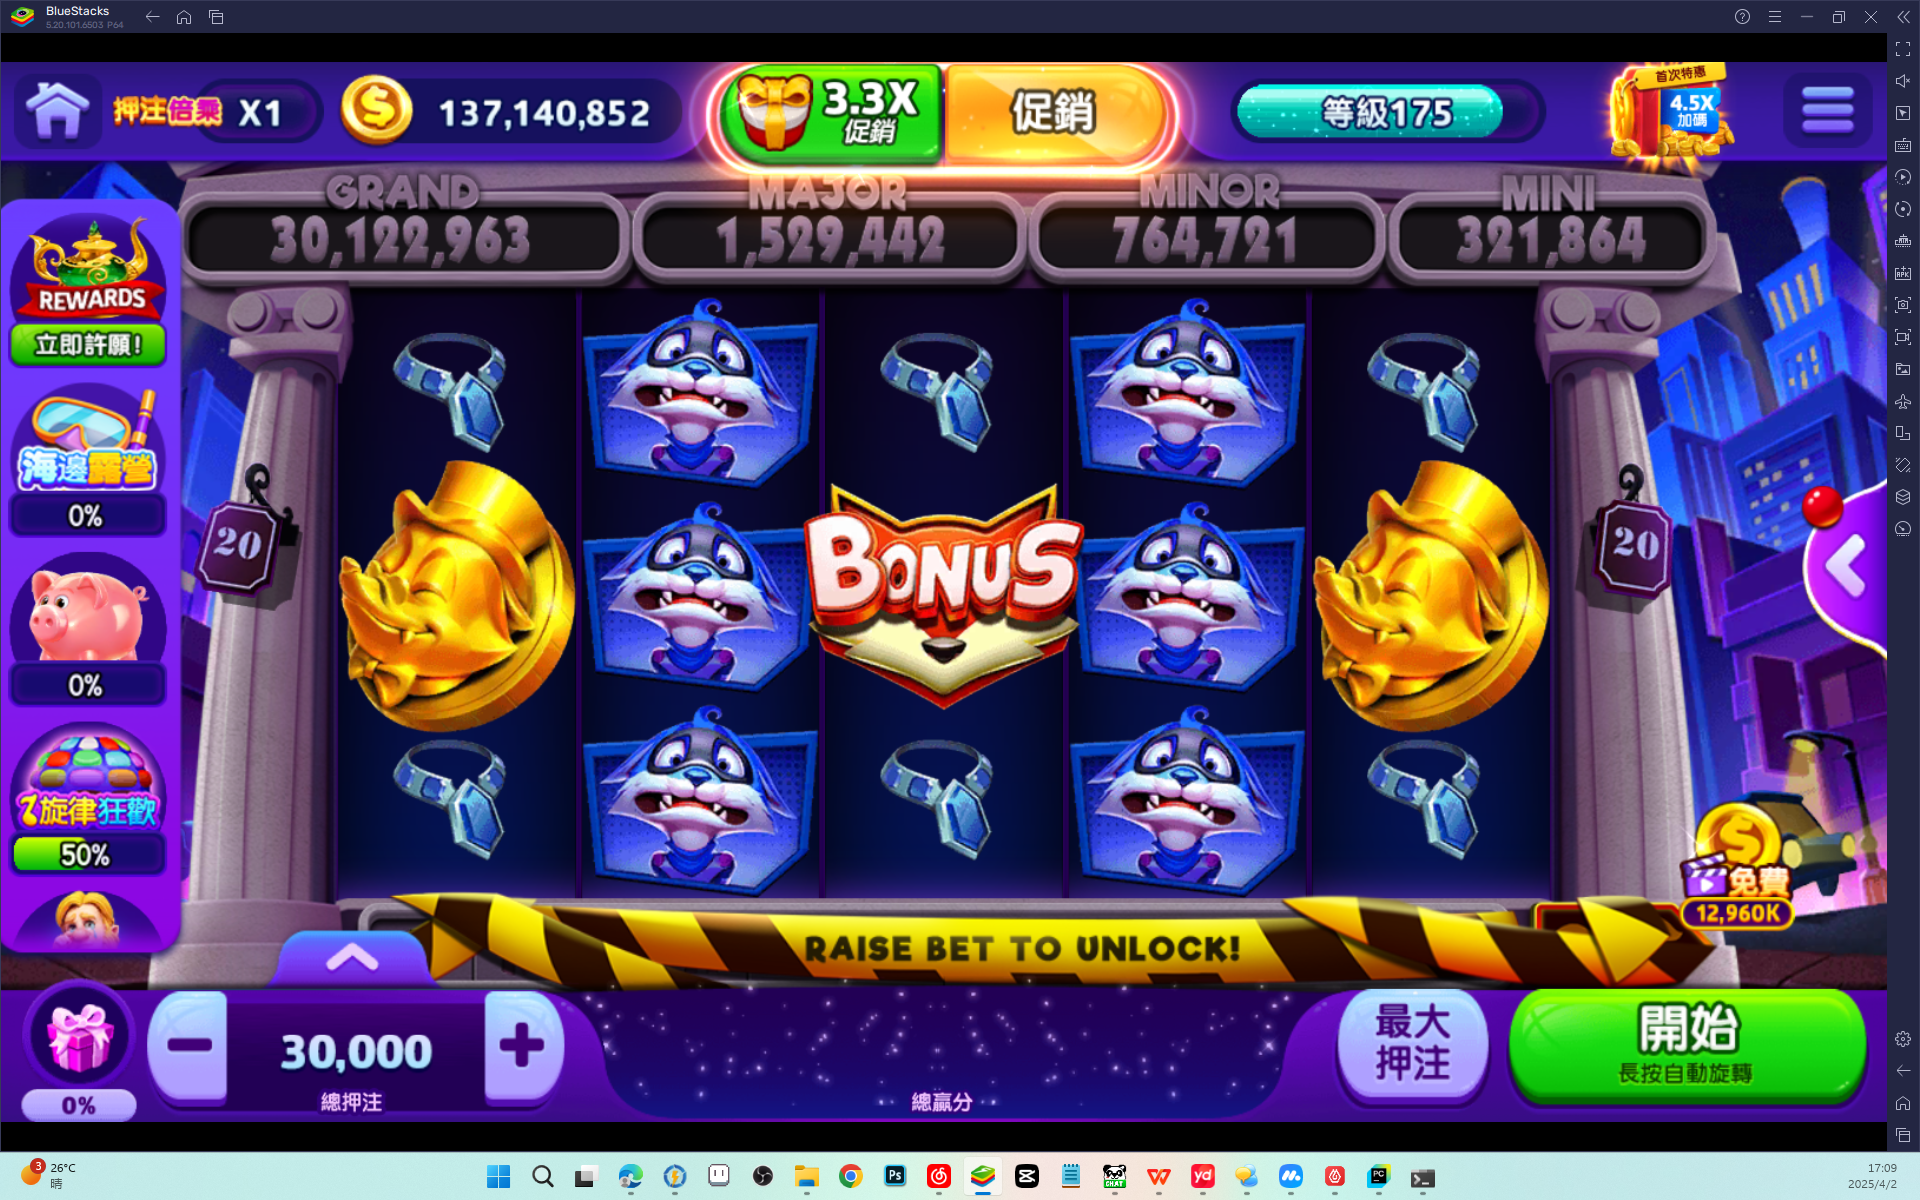 BlueStacks
5.20.101.6503 P64
押注倍乘 X1
137,140,852
3.3X
促銷
促銷
等級175
首次特惠
4.5X
加碼
GRAND
30,122,963
MAJOR
1,529,442
MINOR
764,721
MINI
321,864
REWARDS
立即許願!
海邊露營
0%
0%
旋律狂歡
50%
20
BONUS
20
免費
12,960K
RAISE BET TO UNLOCK!
0%
30,000
總押注
總贏分
最大
押注
開始
長按自動旋轉
3
26°C
晴
Ps
CHAT
yd
PC
17:09
2025/4/2